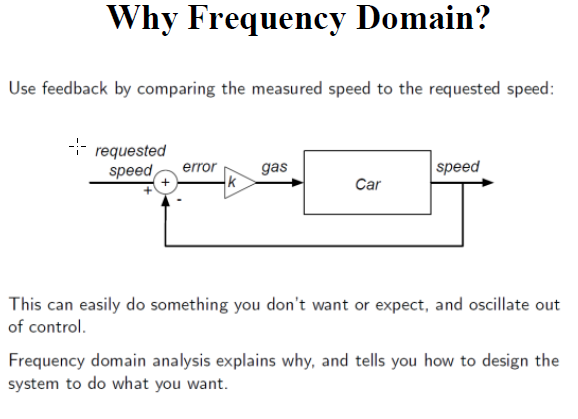 Why Frequency Domain?
Use feedback by comparing the measured speed to the requested speed:
requested
speed
error
gas
speed
+
k
Car
+
-
This can easily do something you don't want or expect, and oscillate out
of control.
Frequency domain analysis explains why, and tells you how to design the
system to do what you want.